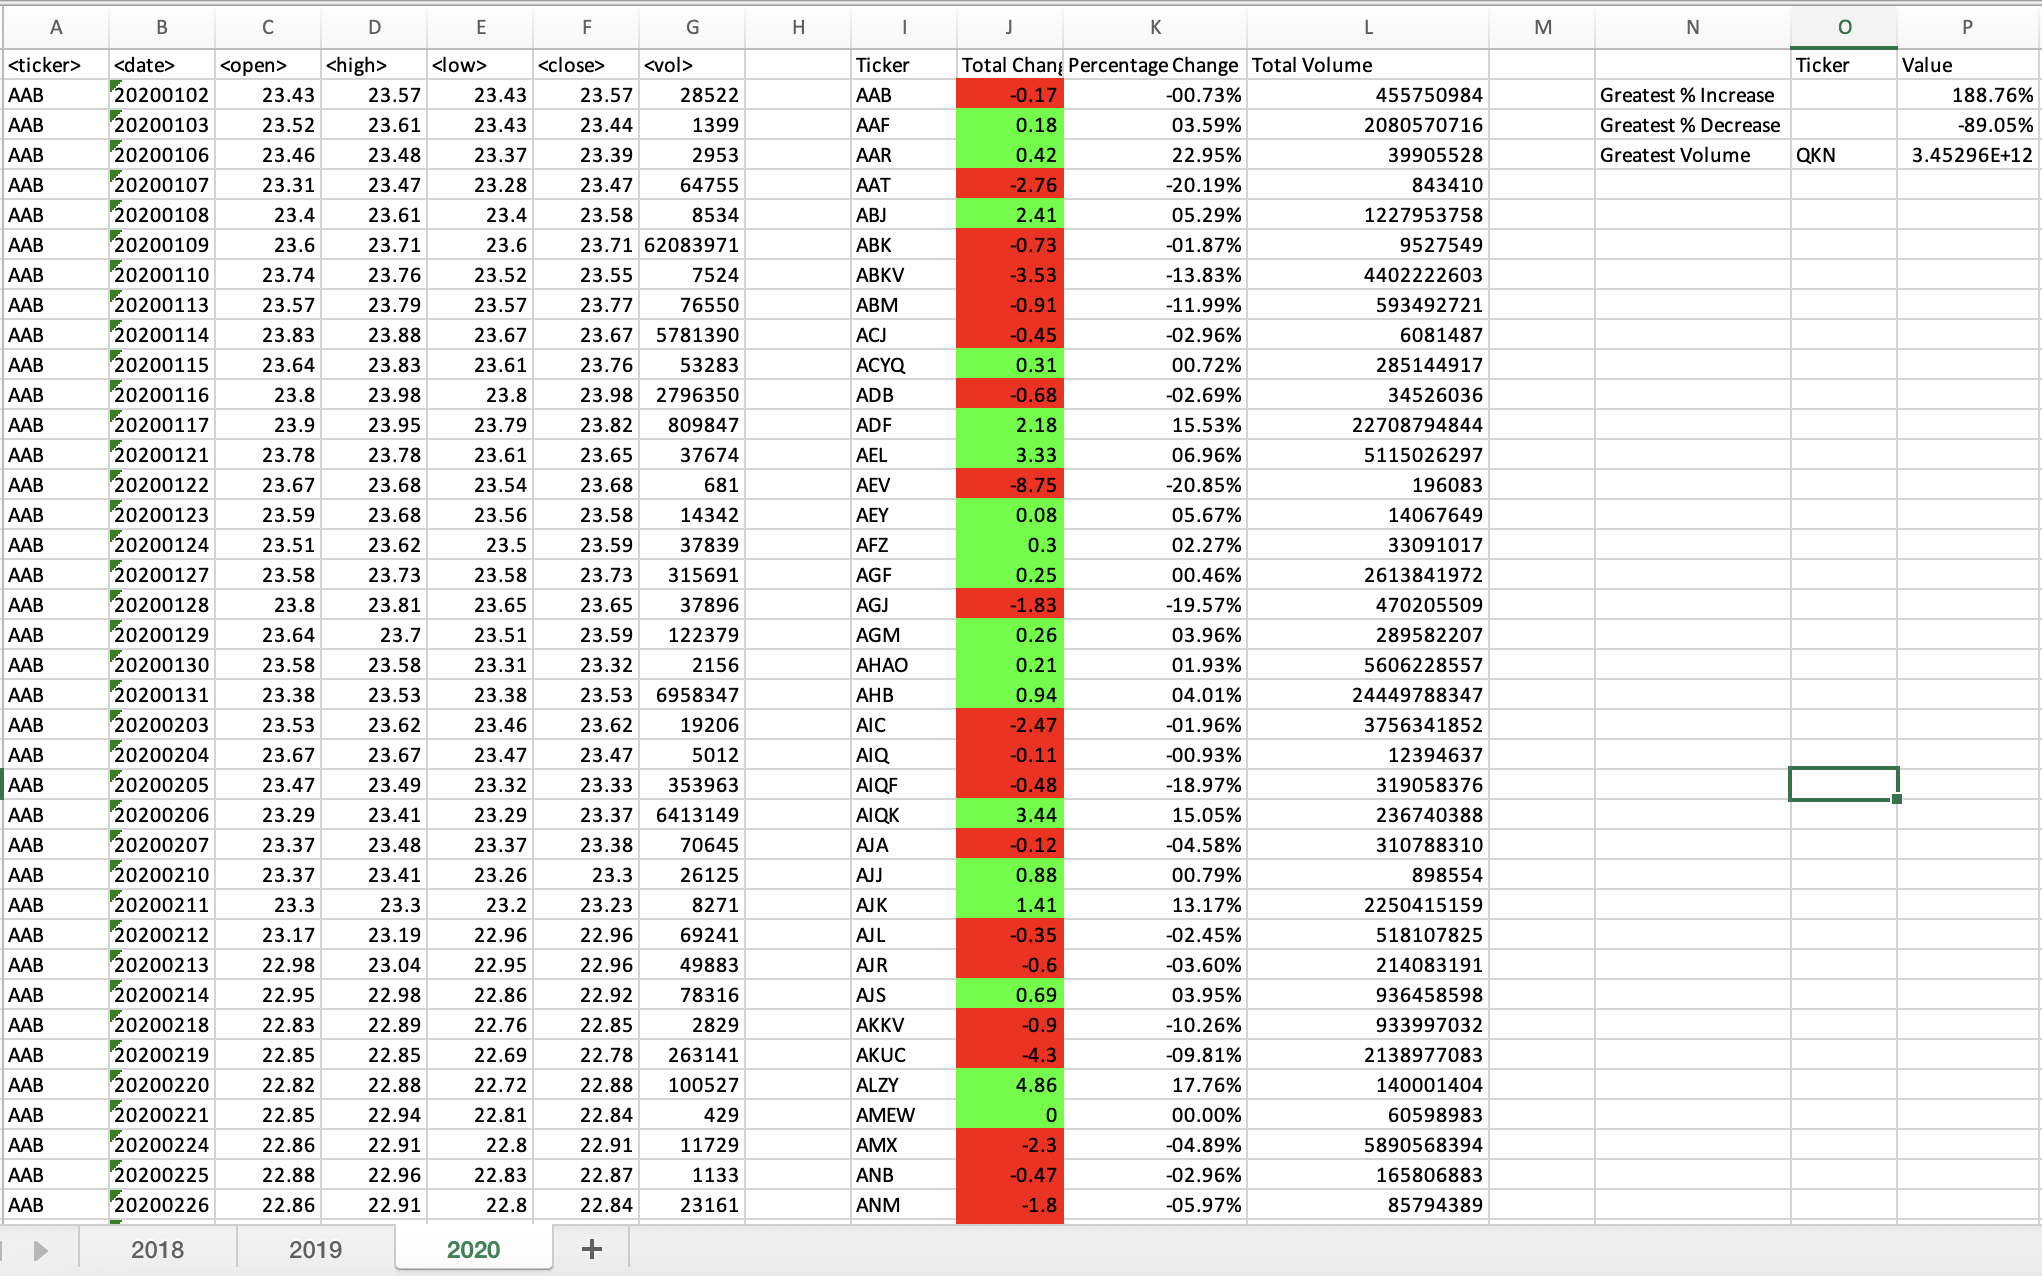 A B C D E F G H I J K L M N O P
<ticker> <date> <open> <high> <low> <close> <vol> Ticker Total Chang Percentage Change Total Volume Ticker Value
AAB 20200102 23.43 23.57 23.43 23.57 28522 AAB -0.17 -00.73% 455750984 Greatest % Increase 188.76%
AAB 20200103 23.52 23.61 23.43 23.44 1399 AAF 0.18 03.59% 2080570716 Greatest % Decrease -89.05%
AAB 20200106 23.46 23.48 23.37 23.39 2953 AAR 0.42 22.95% 39905528 Greatest Volume QKN 3.45296E+12
AAB 20200107 23.31 23.47 23.28 23.47 64755 AAT -2.76 -20.19% 843410
AAB 20200108 23.4 23.61 23.4 23.58 8534 ABJ 2.41 05.29% 1227953758
AAB 20200109 23.6 23.71 23.6 23.71 62083971 ABK -0.73 -01.87% 9527549
AAB 20200110 23.74 23.76 23.52 23.55 7524 ABKV -3.53 -13.83% 4402222603
AAB 20200113 23.57 23.79 23.57 23.77 76550 ABM -0.91 -11.99% 593492721
AAB 20200114 23.83 23.88 23.67 23.67 5781390 ACJ -0.45 -02.96% 6081487
AAB 20200115 23.64 23.83 23.61 23.76 53283 ACYQ 0.31 00.72% 285144917
AAB 20200116 23.8 23.98 23.8 23.98 2796350 ADB -0.68 -02.69% 34526036
AAB 20200117 23.9 23.95 23.79 23.82 809847 ADF 2.18 15.53% 22708794844
AAB 20200121 23.78 23.78 23.61 23.65 37674 AEL 3.33 06.96% 5115026297
AAB 20200122 23.67 23.68 23.54 23.68 681 AEV -8.75 -20.85% 196083
AAB 20200123 23.59 23.68 23.56 23.58 14342 AEY 0.08 05.67% 14067649
AAB 20200124 23.51 23.62 23.5 23.59 37839 AFZ 0.3 02.27% 33091017
AAB 20200127 23.58 23.73 23.58 23.73 315691 AGF 0.25 00.46% 2613841972
AAB 20200128 23.8 23.81 23.65 23.65 37896 AGJ -1.83 -19.57% 470205509
AAB 20200129 23.64 23.7 23.51 23.59 122379 AGM 0.26 03.96% 289582207
AAB 20200130 23.58 23.58 23.31 23.32 2156 AHAO 0.21 01.93% 5606228557
AAB 20200131 23.38 23.53 23.38 23.53 6958347 AHB 0.94 04.01% 24449788347
AAB 20200203 23.53 23.62 23.46 23.62 19206 AIC -2.47 -01.96% 3756341852
AAB 20200204 23.67 23.67 23.47 23.47 5012 AIQ -0.11 -00.93% 12394637
AAB 20200205 23.47 23.49 23.32 23.33 353963 AIQF -0.48 -18.97% 319058376
AAB 20200206 23.29 23.41 23.29 23.37 6413149 AIQK 3.44 15.05% 236740388
AAB 20200207 23.37 23.48 23.37 23.38 70645 AJA -0.12 -04.58% 310788310
AAB 20200210 23.37 23.41 23.26 23.3 26125 AJJ 0.88 00.79% 898554
AAB 20200211 23.3 23.3 23.2 23.23 8271 AJK 1.41 13.17% 2250415159
AAB 20200212 23.17 23.19 22.96 22.96 69241 AJL -0.35 -02.45% 518107825
AAB 20200213 22.98 23.04 22.95 22.96 49883 AJR -0.6 -03.60% 214083191
AAB 20200214 22.95 22.98 22.86 22.92 78316 AJS 0.69 03.95% 936458598
AAB 20200218 22.83 22.89 22.76 22.85 2829 AKKV -0.9 -10.26% 933997032
AAB 20200219 22.85 22.85 22.69 22.78 263141 AKUC -4.3 -09.81% 2138977083
AAB 20200220 22.82 22.88 22.72 22.88 100527 ALZY 4.86 17.76% 140001404
AAB 20200221 22.85 22.94 22.81 22.84 429 AMEW 0 00.00% 60598983
AAB 20200224 22.86 22.91 22.8 22.91 11729 AMX -2.3 -04.89% 5890568394
AAB 20200225 22.88 22.96 22.83 22.87 1133 ANB -0.47 -02.96% 165806883
AAB 20200226 22.86 22.91 22.8 22.84 23161 ANM -1.8 -05.97% 85794389
2018 2019 2020 +